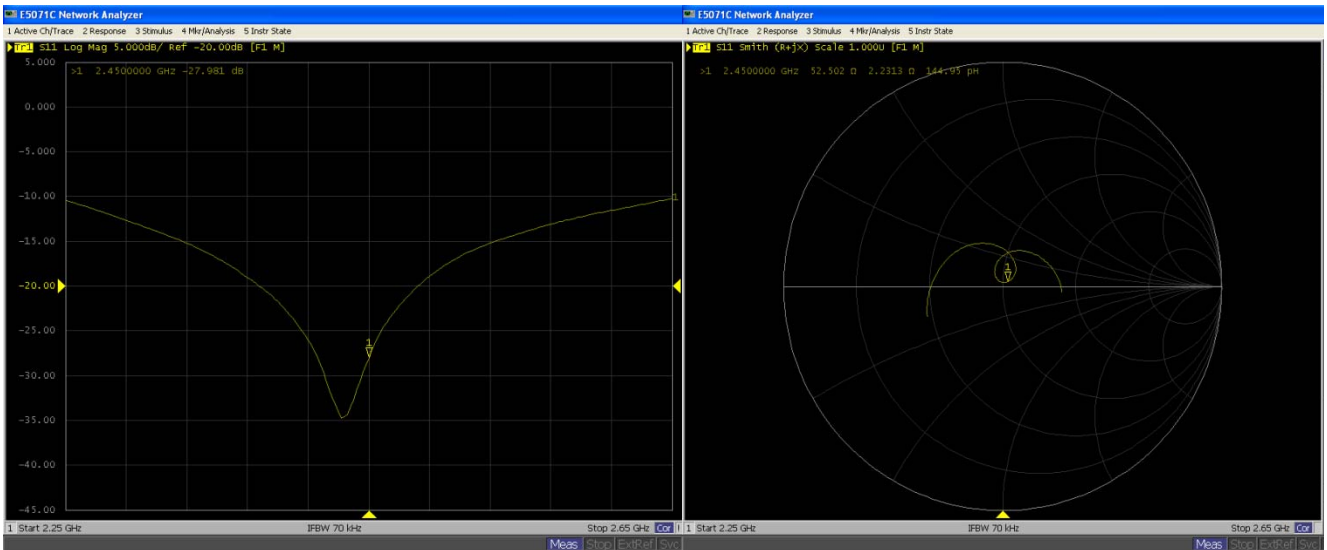 E5071C Network Analyzer
1 Active Ch/Trace 2 Response 3 Stimulus 4 Mkr/Analysis 5 Instr State
Tr1 S11 Log Mag 5.000dB/ Ref -20.00dB [F1 M]
5.000
>1 2.4500000 GHz -27.981 dB
0.000
-5.000
-10.00
1
-15.00
-20.00
-25.00
1
-30.00
-35.00
-40.00
-45.00
1 Start 2.25 GHz IFBW 70 kHz Stop 2.65 GHz Cor !
Meas Stop ExtRef Svc
E5071C Network Analyzer
1 Active Ch/Trace 2 Response 3 Stimulus 4 Mkr/Analysis 5 Instr State
Tr1 S11 Smith (R+jX) Scale 1.000U [F1 M]
>1 2.4500000 GHz 52.502 Ω 2.2313 Ω 144.95 pH
1
1 Start 2.25 GHz IFBW 70 kHz Stop 2.65 GHz Cor
Meas Stop ExtRef Svc